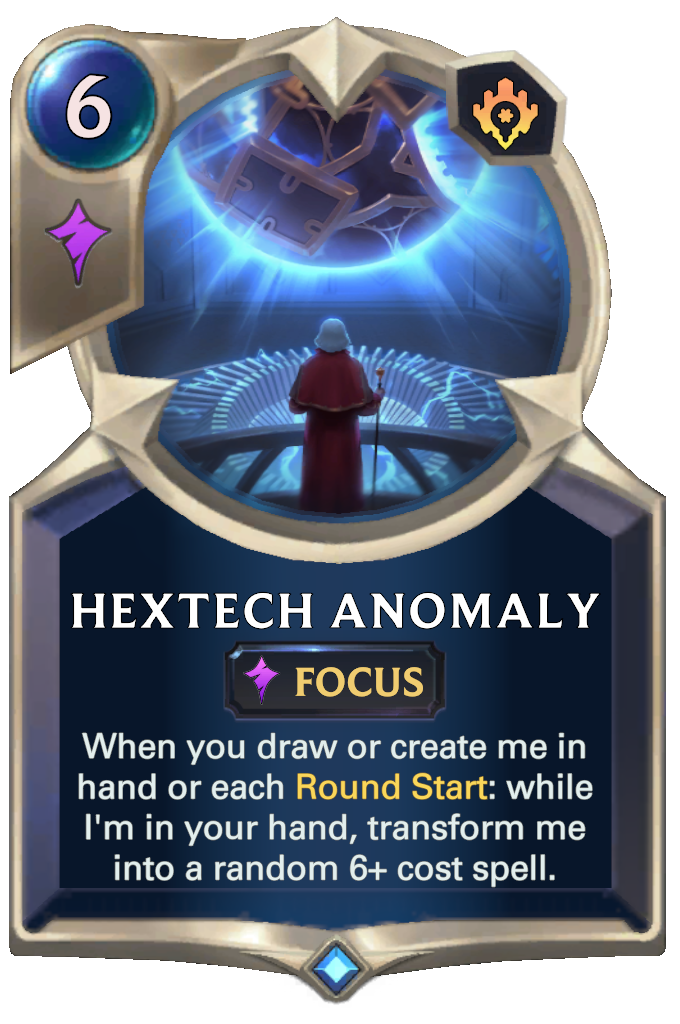 6
HEXTECH ANOMALY
FOCUS
When you draw or create me in
hand or each Round Start: while
I'm in your hand, transform me
into a random 6+ cost spell.